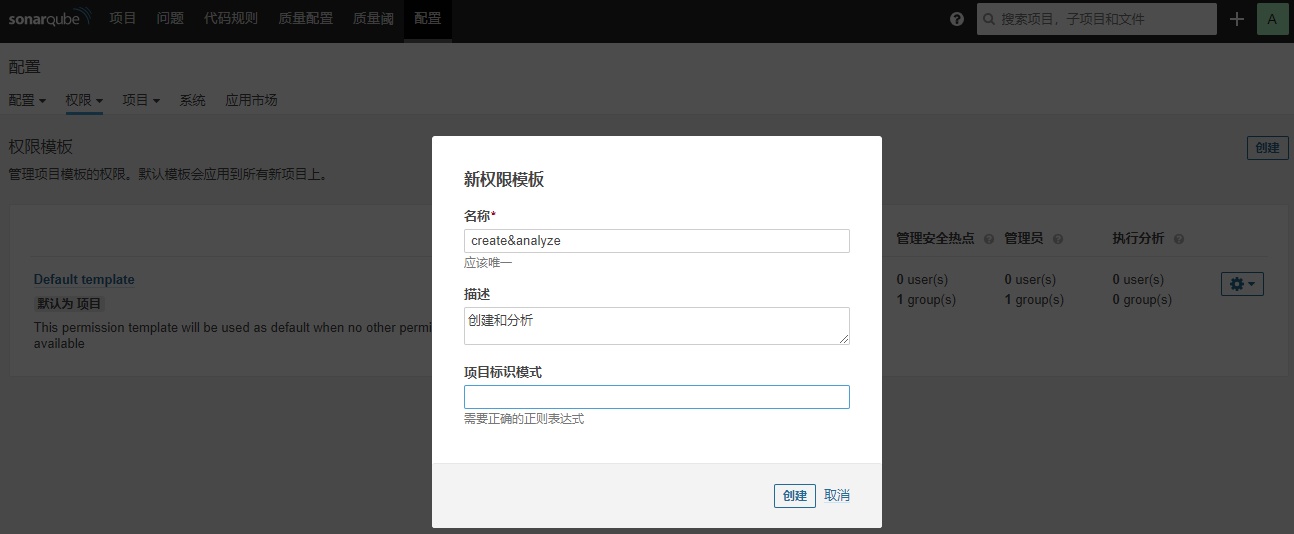 sonarqube 项目 问题 代码规则 质量配置 质量阈 配置 搜索项目，子项目和文件 A
配置
配置 权限 项目 系统 应用市场
权限模板
创建
管理项目模板的权限。默认模板会应用到所有新项目上。
管理安全热点 管理员 执行分析
Default template
默认为 项目
This permission template will be used as default when no other permi
available
0 user(s) 0 user(s) 0 user(s)
1 group(s) 1 group(s) 0 group(s)
新权限模板
名称*
create&analyze
应该唯一
描述
创建和分析
项目标识模式
需要正确的正则表达式
创建 取消